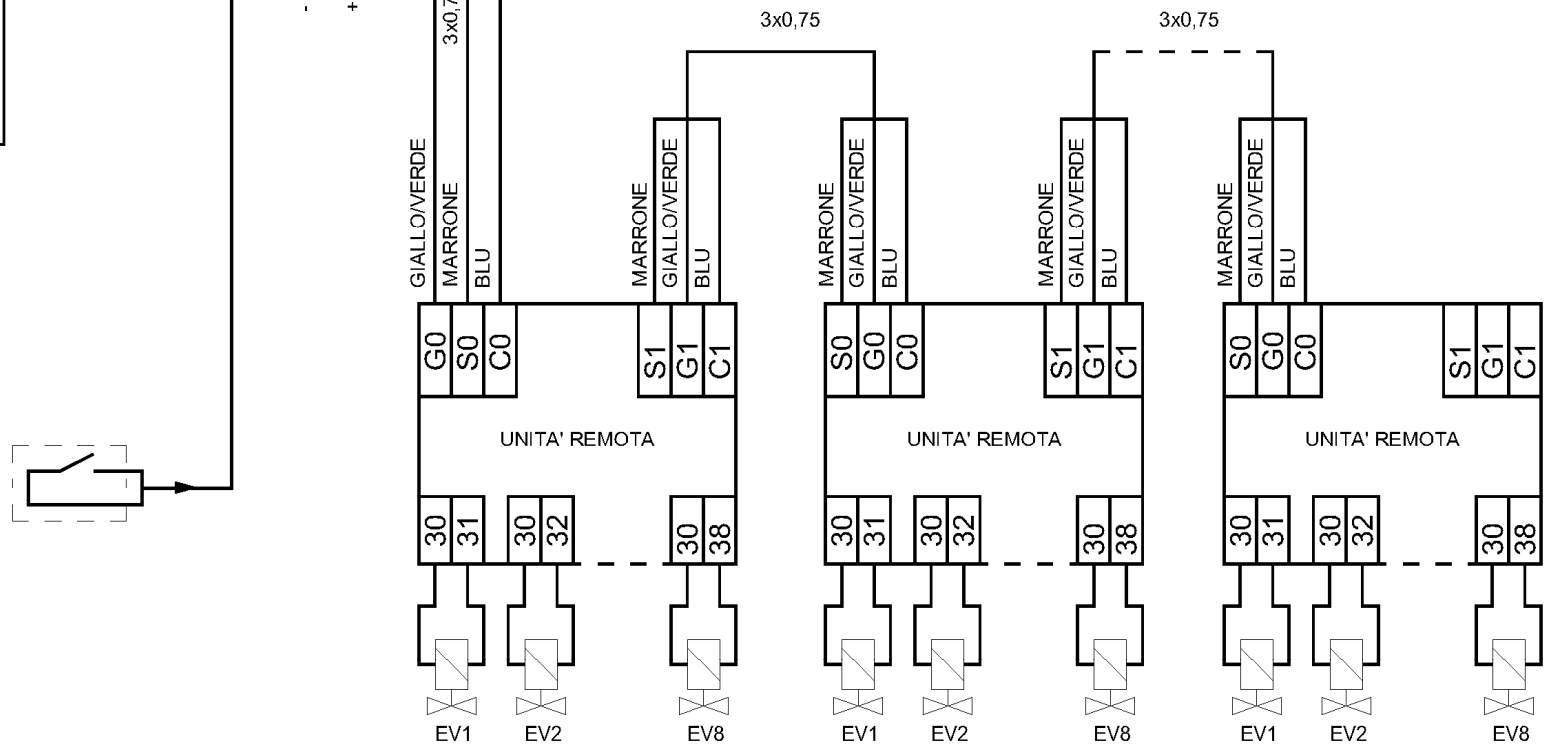 - +
3x0,7
3x0,75
3x0,75
GIALLO/VERDE
MARRONE
BLU
MARRONE
GIALLO/VERDE
BLU
MARRONE
GIALLO/VERDE
BLU
MARRONE
GIALLO/VERDE
BLU
MARRONE
GIALLO/VERDE
BLU
G0 S0 C0
S1 G1 C1
S0 G0 C0
S1 G1 C1
S0 G0 C0
S1 G1 C1
UNITA' REMOTA
UNITA' REMOTA
UNITA' REMOTA
30 31
30 32
30 38
30 31
30 32
30 38
30 31
30 32
30 38
EV1
EV2
EV8
EV1
EV2
EV8
EV1
EV2
EV8